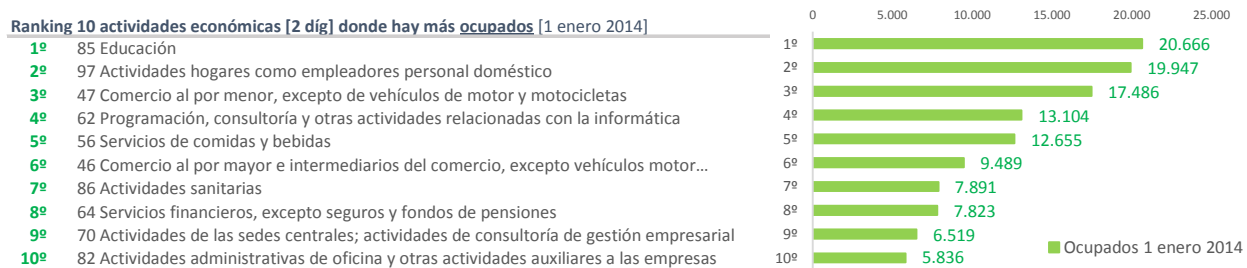 Ranking 10 actividades económicas [2 díg] donde hay más ocupados [1 enero 2014]
1º 85 Educación
2º 97 Actividades hogares como empleadores personal doméstico
3º 47 Comercio al por menor, excepto de vehículos de motor y motocicletas
4º 62 Programación, consultoría y otras actividades relacionadas con la informática
5º 56 Servicios de comidas y bebidas
6º 46 Comercio al por mayor e intermediarios del comercio, excepto vehículos motor...
7º 86 Actividades sanitarias
8º 64 Servicios financieros, excepto seguros y fondos de pensiones
9º 70 Actividades de las sedes centrales; actividades de consultoría de gestión empresarial
10º 82 Actividades administrativas de oficina y otras actividades auxiliares a las empresas
0 5.000 10.000 15.000 20.000 25.000
1º 20.666
2º 19.947
3º 17.486
4º 13.104
5º 12.655
6º 9.489
7º 7.891
8º 7.823
9º 6.519
10º 5.836
Ocupados 1 enero 2014